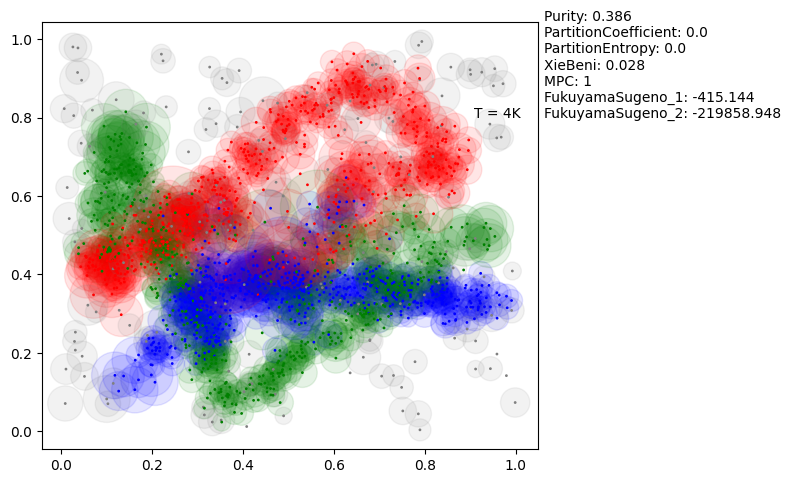 Purity: 0.386
PartitionCoefficient: 0.0
PartitionEntropy: 0.0
XieBeni: 0.028
MPC: 1
FukuyamaSugeno_1: -415.144
FukuyamaSugeno_2: -219858.948
T = 4K
1.0
0.8
0.6
0.4
0.2
0.0
0.0 0.2 0.4 0.6 0.8 1.0